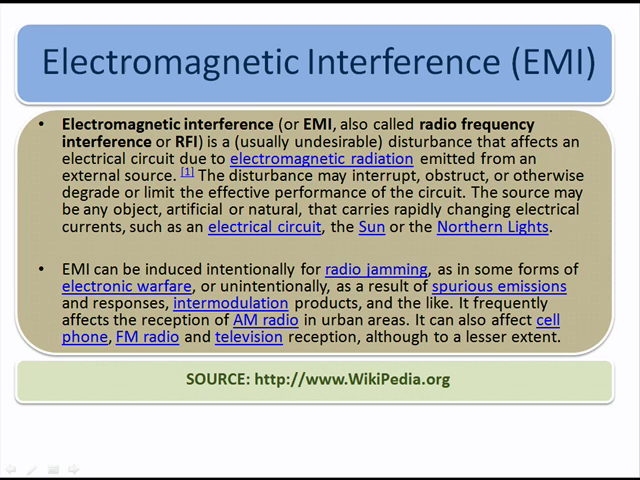 Electromagnetic Interference (EMI)
• Electromagnetic interference (or EMI, also called radio frequency
interference or RFI) is a (usually undesirable) disturbance that affects an
electrical circuit due to electromagnetic radiation emitted from an
external source. [1] The disturbance may interrupt, obstruct, or otherwise
degrade or limit the effective performance of the circuit. The source may
be any object, artificial or natural, that carries rapidly changing electrical
currents, such as an electrical circuit, the Sun or the Northern Lights.
• EMI can be induced intentionally for radio jamming, as in some forms of
electronic warfare, or unintentionally, as a result of spurious emissions
and responses, intermodulation products, and the like. It frequently
affects the reception of AM radio in urban areas. It can also affect cell
phone, FM radio and television reception, although to a lesser extent.
SOURCE: http://www.WikiPedia.org